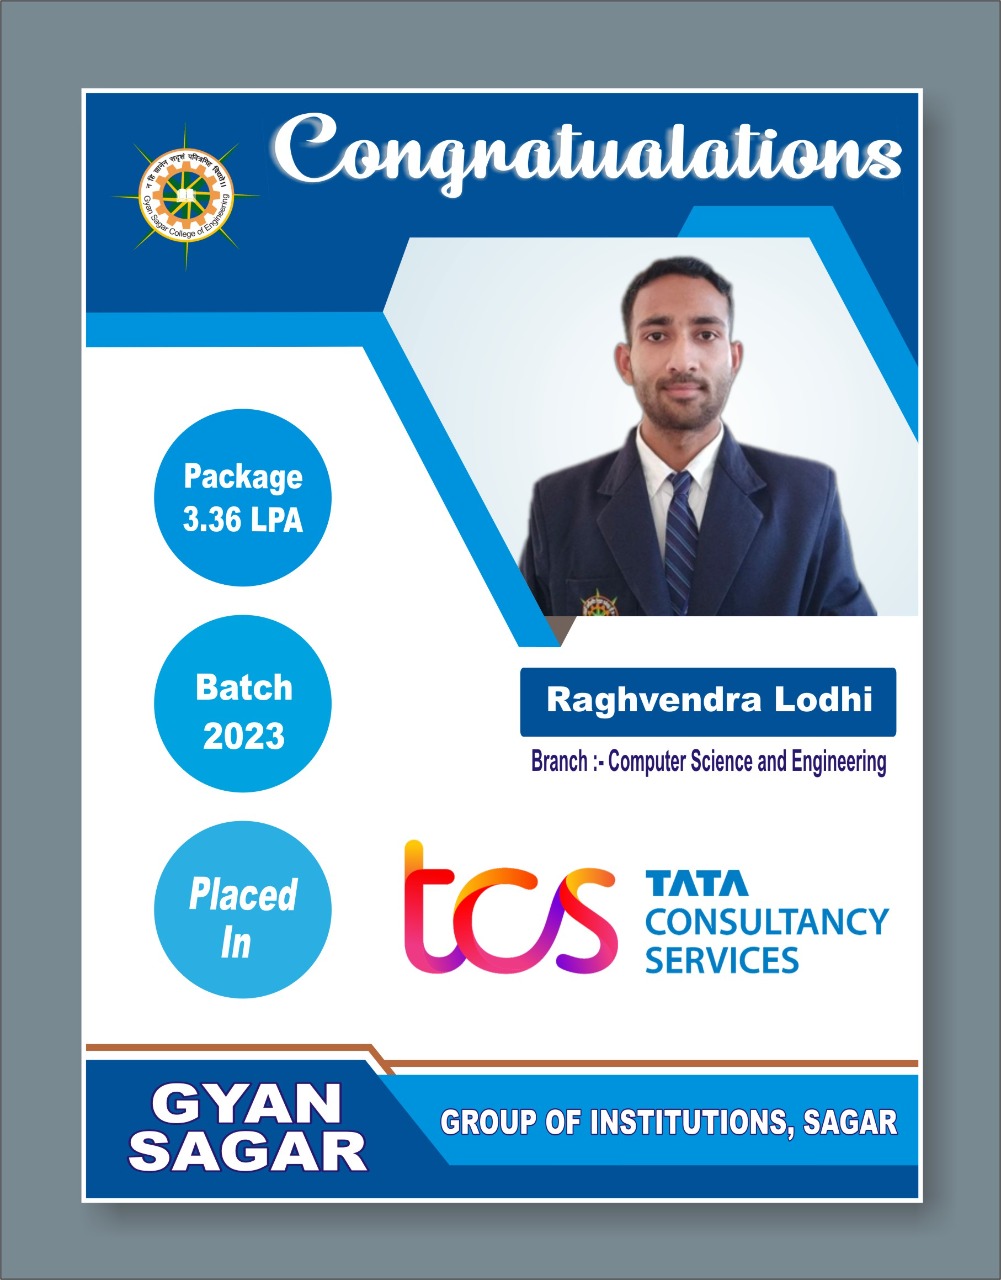 Congratualations
न हि ज्ञानेन सदृशं पवित्रमिह विद्यते।।
Gyan Sagar College of Engineering
Package
3.36 LPA
Batch
2023
Raghvendra Lodhi
Branch :- Computer Science and Engineering
Placed
In
tcs
TATA
CONSULTANCY
SERVICES
GYAN
SAGAR
GROUP OF INSTITUTIONS, SAGAR